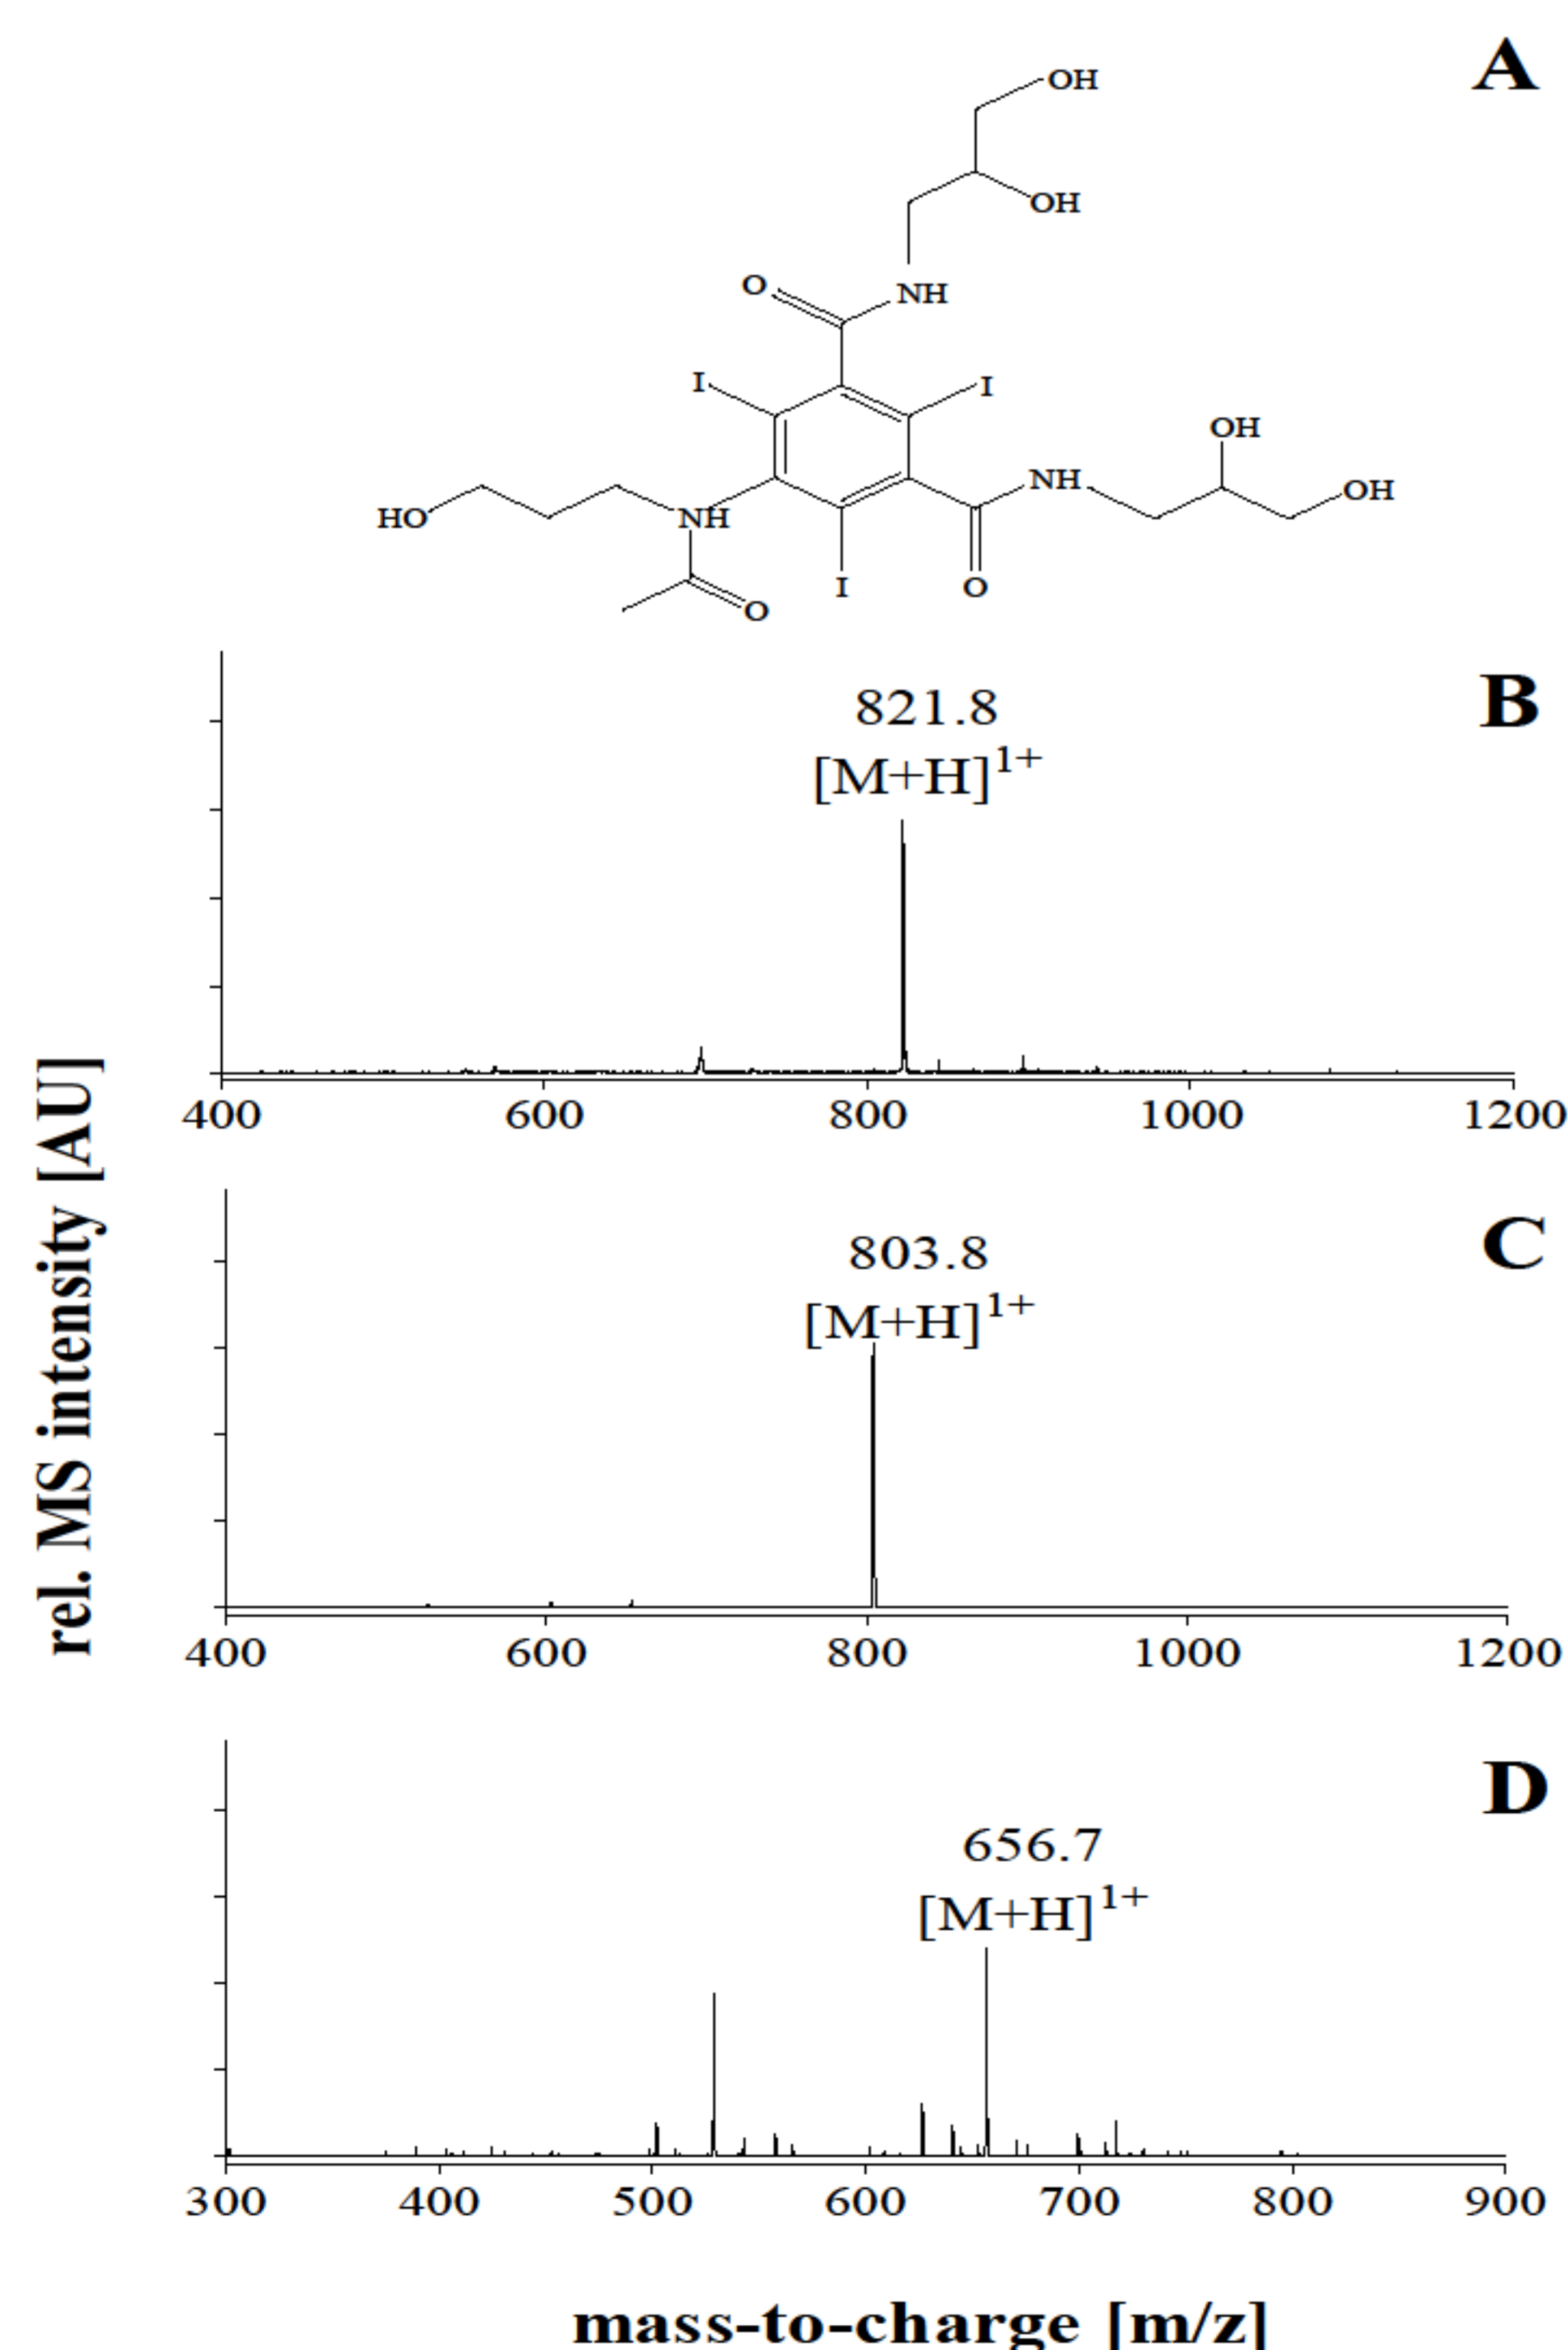 A
OH
OH
O
NH
I
I
OH
NH
OH
HO
NH
I
O
O
B
821.8
[M+H]1+
400 600 800 1000 1200
C
803.8
[M+H]1+
400 600 800 1000 1200
D
656.7
[M+H]1+
300 400 500 600 700 800 900
rel. MS intensity [AU]
mass-to-charge [m/z]